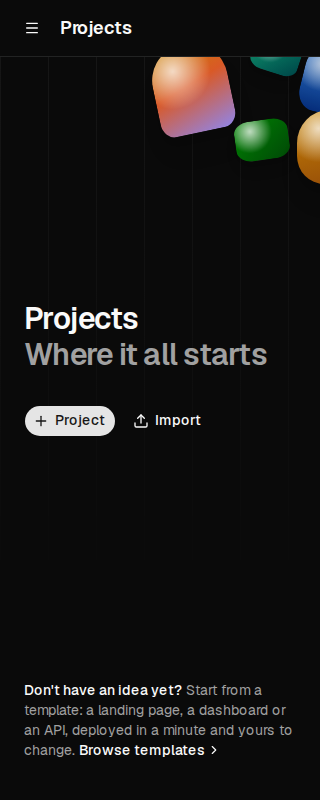 Projects
Projects
Where it all starts
Project
Import
Don't have an idea yet? Start from a
template: a landing page, a dashboard or
an API, deployed in a minute and yours to
change. Browse templates